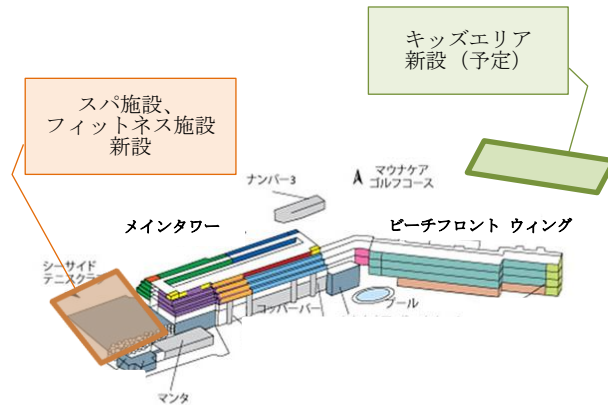 キッズエリア
新設（予定）
スパ施設、
フィットネス施設
新設
ナンバー3
マウナケア
ゴルフコース
メインタワー
ビーチフロント ウィング
シーサイド
テニスクラブ
コッパーバー
プール
マンタ